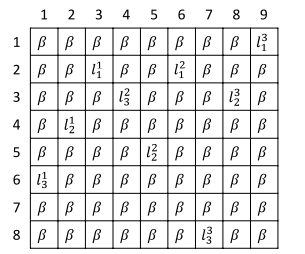 1 2 3 4 5 6 7 8 9
1 β β β β β β β β l₁³
2 β β l₁¹ β β l₁² β β β
3 β β β l₃² β β β l₂³ β
4 β l₂¹ β β β β β β β
5 β β β β l₂² β β β β
6 l₃¹ β β β β β β β β
7 β β β β β β β β β
8 β β β β β β l₃³ β β